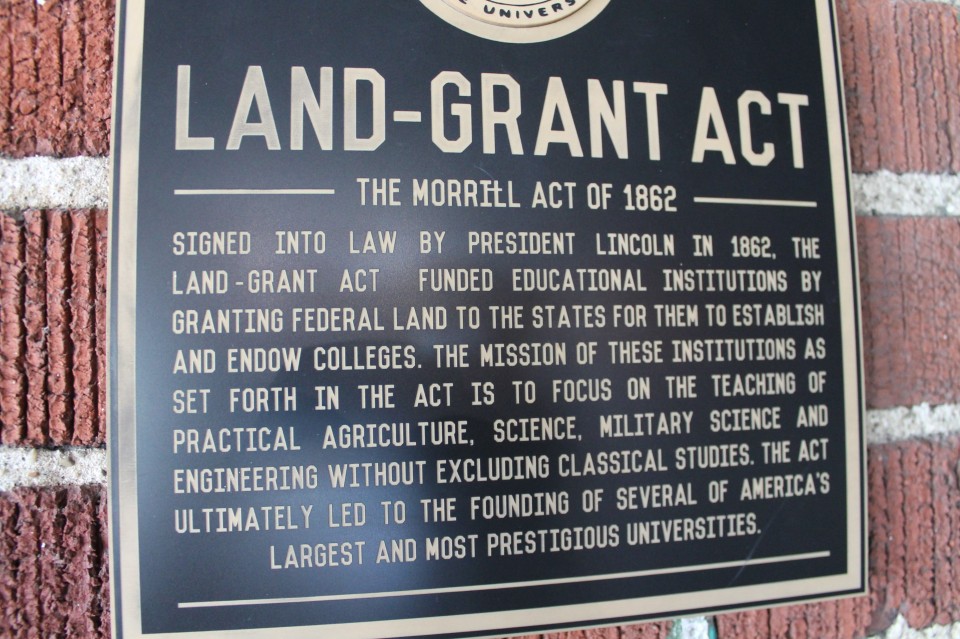 UNIVERS
LAND-GRANT ACT
THE MORRILL ACT OF 1862
SIGNED INTO LAW BY PRESIDENT LINCOLN IN 1862, THE
LAND-GRANT ACT FUNDED EDUCATIONAL INSTITUTIONS BY
GRANTING FEDERAL LAND TO THE STATES FOR THEM TO ESTABLISH
AND ENDOW COLLEGES. THE MISSION OF THESE INSTITUTIONS AS
SET FORTH IN THE ACT IS TO FOCUS ON THE TEACHING OF
PRACTICAL AGRICULTURE, SCIENCE, MILITARY SCIENCE AND
ENGINEERING WITHOUT EXCLUDING CLASSICAL STUDIES. THE ACT
ULTIMATELY LED TO THE FOUNDING OF SEVERAL OF AMERICA'S
LARGEST AND MOST PRESTIGIOUS UNIVERSITIES.